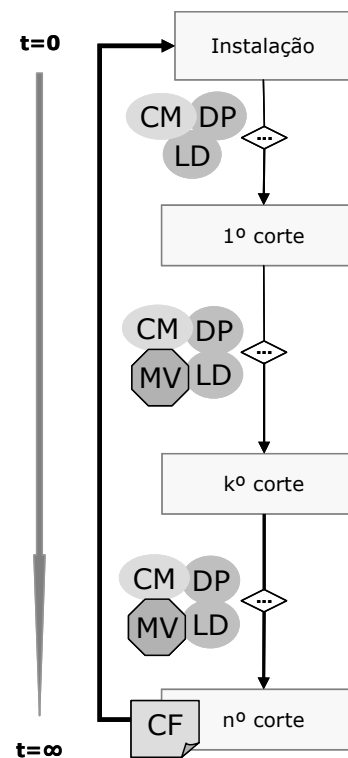 t=0
Instalação
CM DP
...
LD
1º corte
CM DP
...
MV LD
kº corte
CM DP
...
MV LD
CF
nº corte
t=∞